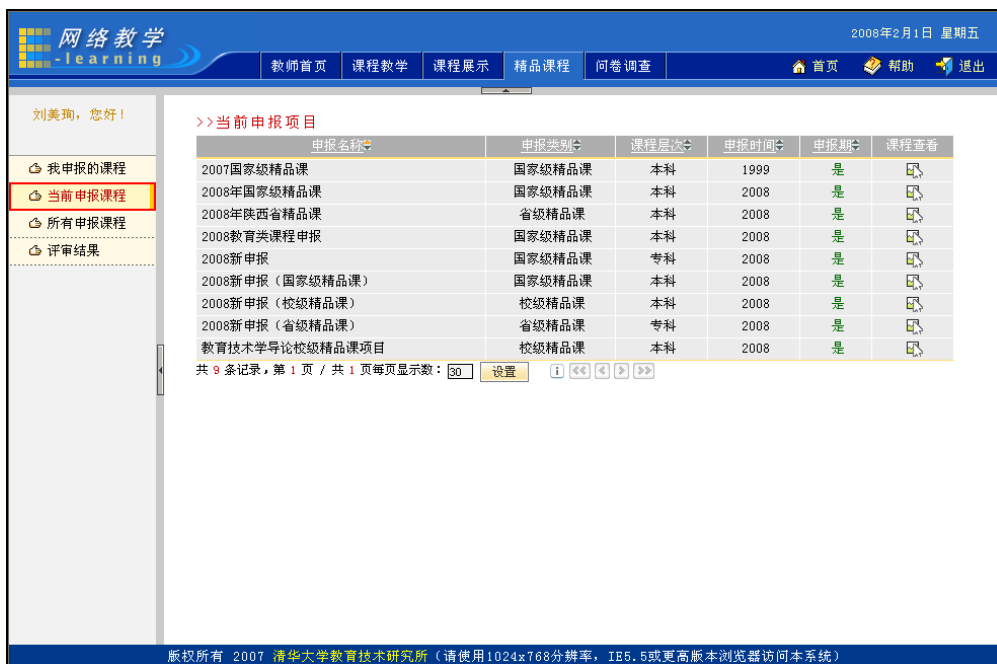 2008年2月1日 星期五
网络教学
-learning
教师首页 课程教学 课程展示 精品课程 问卷调查 首页 帮助 退出
刘美珣，您好！
我申报的课程
当前申报课程
所有申报课程
评审结果
>>当前申报项目
申报名称 申报类别 课程层次 申报时间 申报期 课程查看
2007国家级精品课 国家级精品课 本科 1999 是
2008年国家级精品课 国家级精品课 本科 2008 是
2008年陕西省精品课 省级精品课 本科 2008 是
2008教育类课程申报 国家级精品课 本科 2008 是
2008新申报 国家级精品课 专科 2008 是
2008新申报（国家级精品课） 国家级精品课 本科 2008 是
2008新申报（校级精品课） 校级精品课 本科 2008 是
2008新申报（省级精品课） 省级精品课 专科 2008 是
教育技术学导论校级精品课项目 校级精品课 本科 2008 是
共 9 条记录，第 1 页 / 共 1 页每页显示数： 30 设置
版权所有 2007 清华大学教育技术研究所（请使用1024x768分辨率，IE5.5或更高版本浏览器访问本系统）